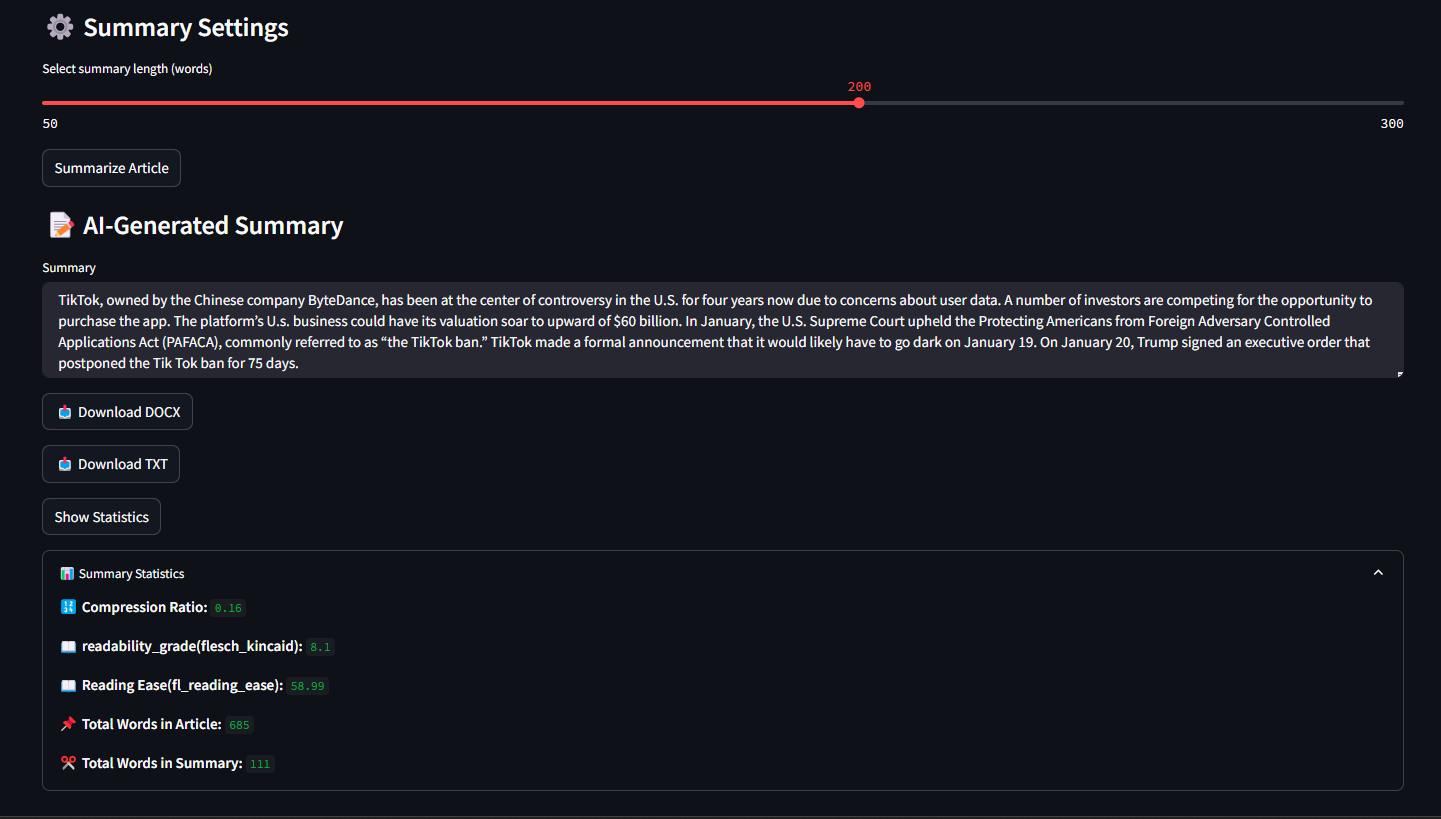 Summary Settings
Select summary length (words)
200
50
300
Summarize Article
AI-Generated Summary
Summary
TikTok, owned by the Chinese company ByteDance, has been at the center of controversy in the U.S. for four years now due to concerns about user data. A number of investors are competing for the opportunity to
purchase the app. The platform’s U.s. business could have its valuation soar to upward of $60 billion. In January, the U.S. Supreme Court upheld the Protecting Americans from Foreign Adversary Controlled
Applications Act (PAFACA), commonly referred to as “the TikTok ban.” TikTok made a formal announcement that it would likely have to go dark on January 19. On January 20, Trump signed an executive order that
postponed the Tik Tok ban for 75 days.
Download DOCX
Download TXT
Show Statistics
Summary Statistics
Compression Ratio: 0.16
readability_grade(flesch_kincaid): 8.1
Reading Ease(fl_reading_ease): 58.99
Total Words in Article: 685
Total Words in Summary: 111